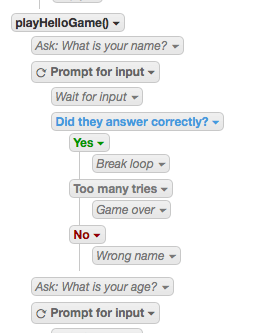 playHelloGame()
Ask: What is your name?
Prompt for input
Wait for input
Did they answer correctly?
Yes
Break loop
Too many tries
Game over
No
Wrong name
Ask: What is your age?
Prompt for input